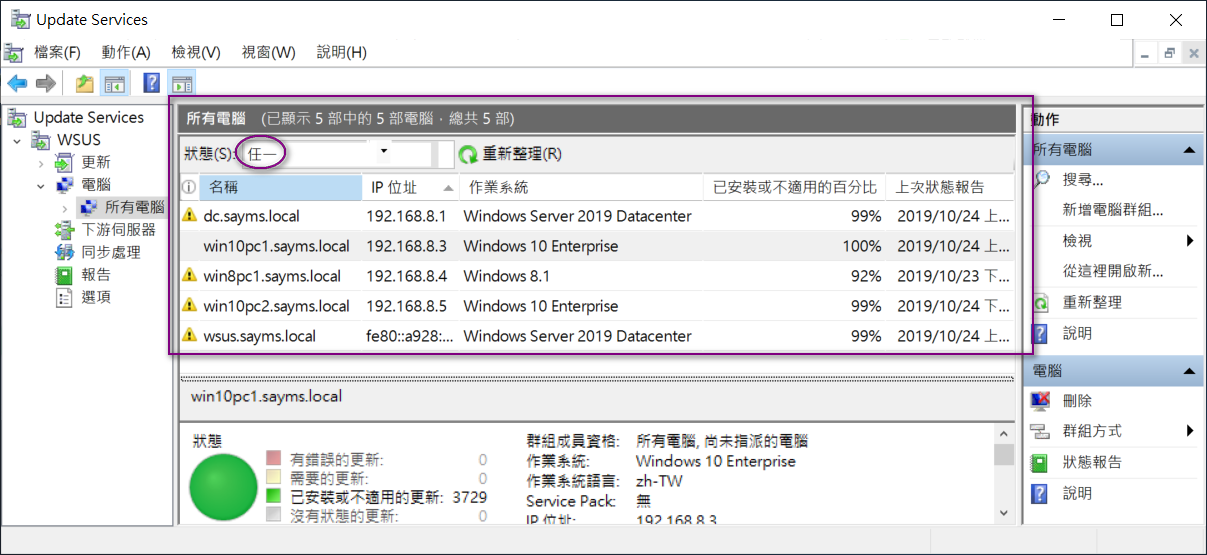 Update Services
檔案(F) 動作(A) 檢視(V) 視窗(W) 說明(H)
Update Services
WSUS
更新
電腦
所有電腦
下游伺服器
同步處理
報告
選項
所有電腦 (已顯示 5 部中的 5 部電腦，總共 5 部)
狀態(S): 任一 重新整理(R)
名稱 IP 位址 作業系統 已安裝或不適用的百分比 上次狀態報告
dc.sayms.local 192.168.8.1 Windows Server 2019 Datacenter 99% 2019/10/24 上...
win10pc1.sayms.local 192.168.8.3 Windows 10 Enterprise 100% 2019/10/24 上...
win8pc1.sayms.local 192.168.8.4 Windows 8.1 92% 2019/10/23 下...
win10pc2.sayms.local 192.168.8.5 Windows 10 Enterprise 99% 2019/10/24 下...
wsus.sayms.local fe80::a928:... Windows Server 2019 Datacenter 99% 2019/10/24 上...
win10pc1.sayms.local
狀態
有錯誤的更新: 0
需要的更新: 0
已安裝或不適用的更新: 3729
沒有狀態的更新: 0
群組成員資格: 所有電腦, 尚未指派的電腦
作業系統: Windows 10 Enterprise
作業系統語言: zh-TW
Service Pack: 無
IP 位址: 192.168.8.3
動作
所有電腦
搜尋...
新增電腦群組...
檢視
從這裡開啟新...
重新整理
說明
電腦
刪除
群組方式
狀態報告
說明